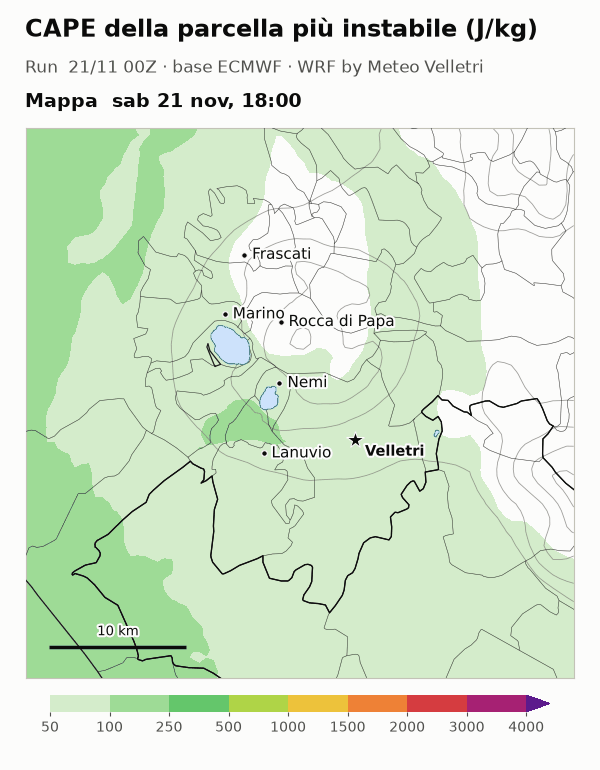 CAPE della parcella più instabile (J/kg)
Run  21/11 00Z · base ECMWF · WRF by Meteo Velletri
Mappa  sab 21 nov, 18:00
Frascati
Marino
Rocca di Papa
Nemi
Velletri
Lanuvio
10 km
50 100 250 500 1000 1500 2000 3000 4000